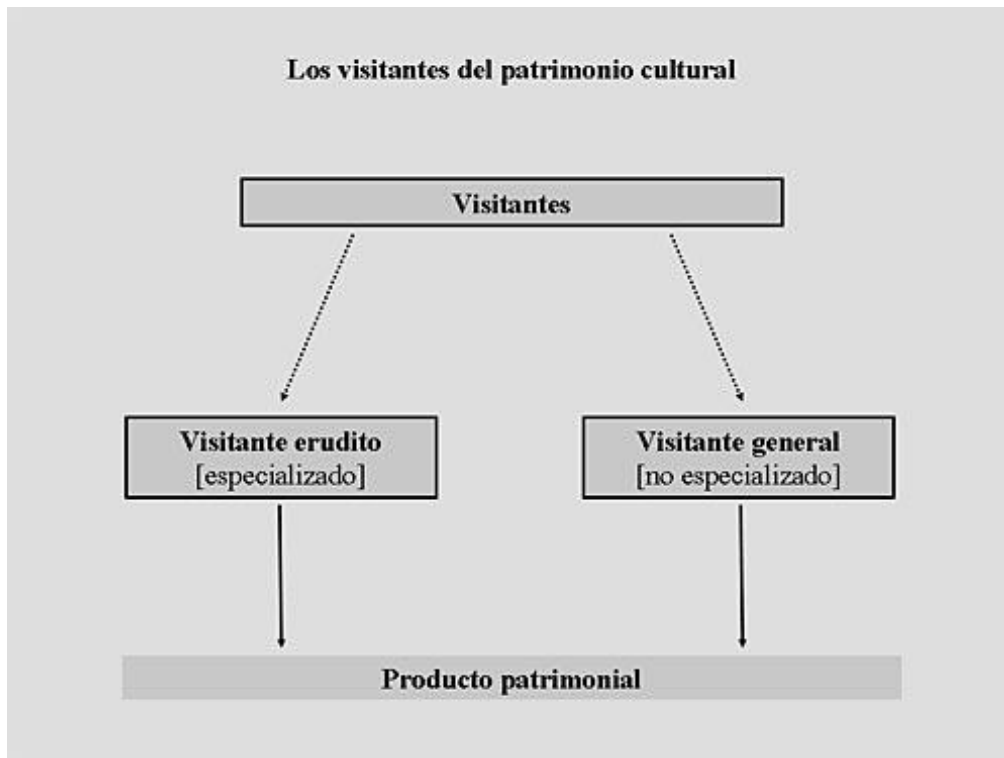 Los visitantes del patrimonio cultural
Visitantes
Visitante erudito
[especializado]
Visitante general
[no especializado]
Producto patrimonial